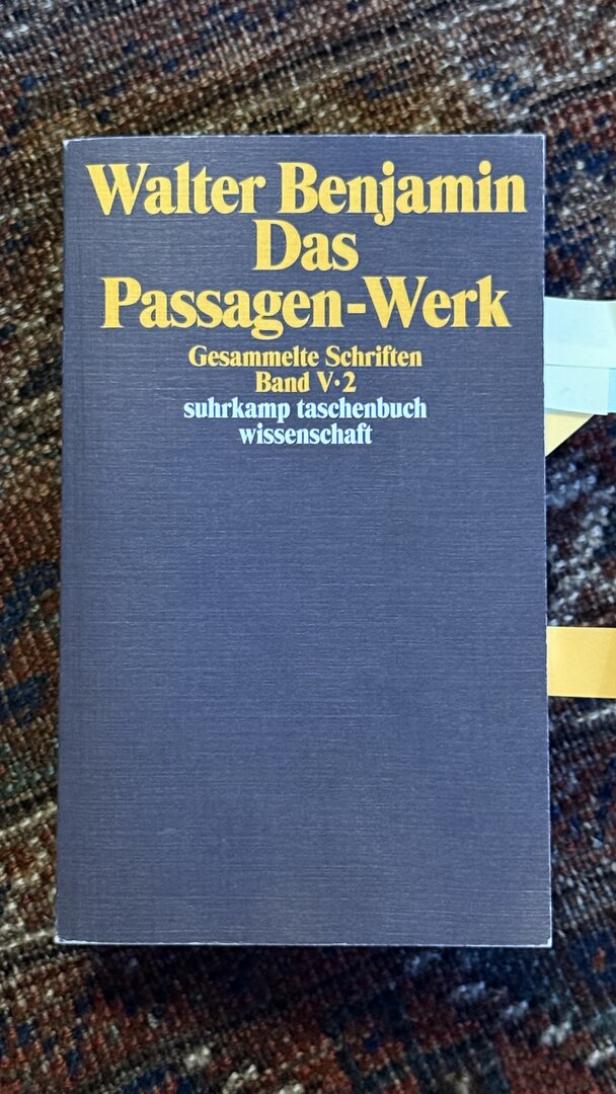 Walter Benjamin
Das
Passagen-Werk
Gesammelte Schriften
Band V·2
suhrkamp taschenbuch
wissenschaft